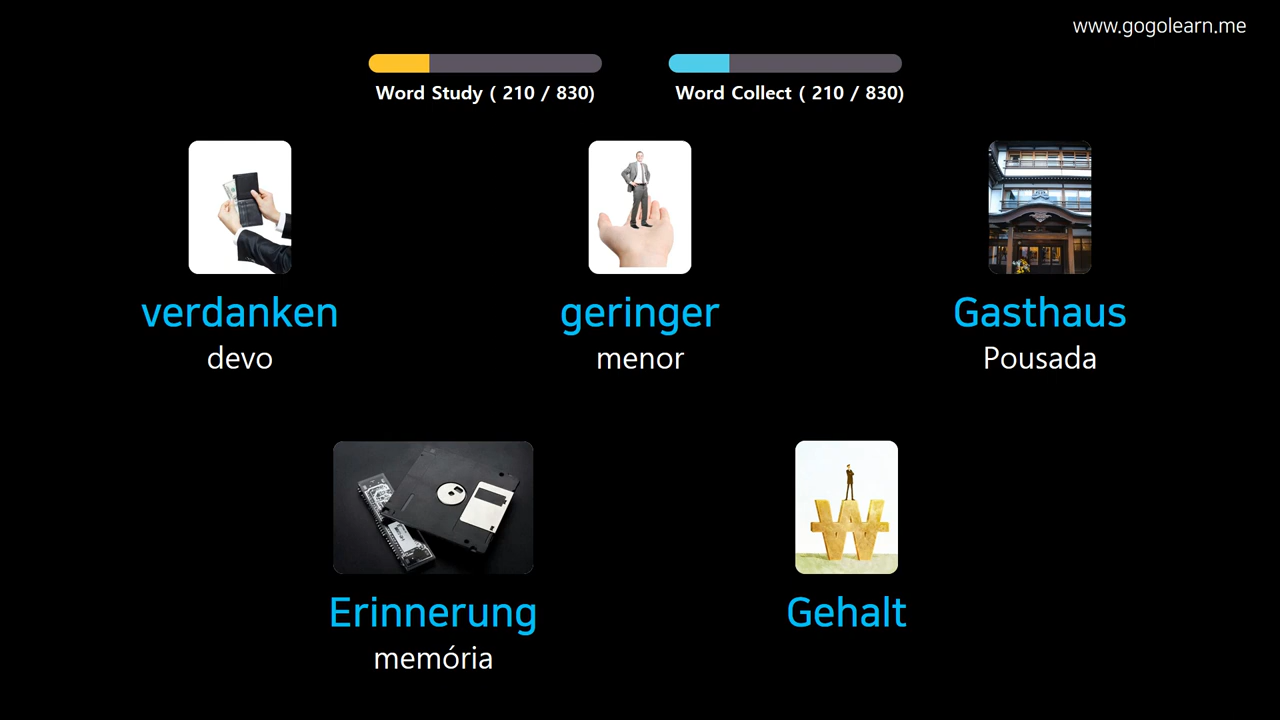 www.gogolearn.me
Word Study ( 210 / 830)
Word Collect ( 210 / 830)
verdanken
devo
geringer
menor
Gasthaus
Pousada
Erinnerung
memória
Gehalt